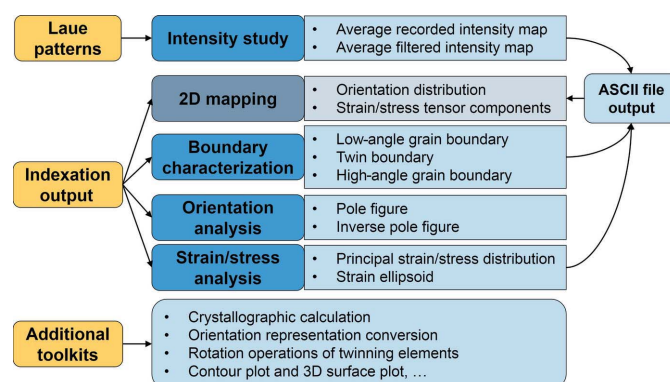 Laue
patterns
Intensity study
• Average recorded intensity map
• Average filtered intensity map
ASCII file
output
2D mapping
• Orientation distribution
• Strain/stress tensor components
Indexation
output
Boundary
characterization
• Low-angle grain boundary
• Twin boundary
• High-angle grain boundary
Orientation
analysis
• Pole figure
• Inverse pole figure
Strain/stress
analysis
• Principal strain/stress distribution
• Strain ellipsoid
Additional
toolkits
• Crystallographic calculation
• Orientation representation conversion
• Rotation operations of twinning elements
• Contour plot and 3D surface plot, …